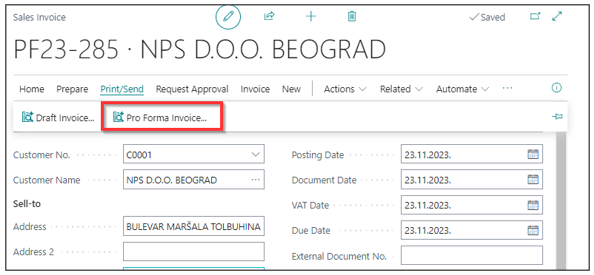 Sales Invoice
Saved
PF23-285 · NPS D.O.O. BEOGRAD
Home Prepare Print/Send Request Approval Invoice New Actions Related Automate ...
Draft Invoice... Pro Forma Invoice...
Customer No. C0001 Posting Date 23.11.2023.
Customer Name NPS D.O.O. BEOGRAD ... Document Date 23.11.2023.
Sell-to VAT Date 23.11.2023.
Address BULEVAR MARŠALA TOLBUHINA Due Date 23.11.2023.
Address 2 External Document No.